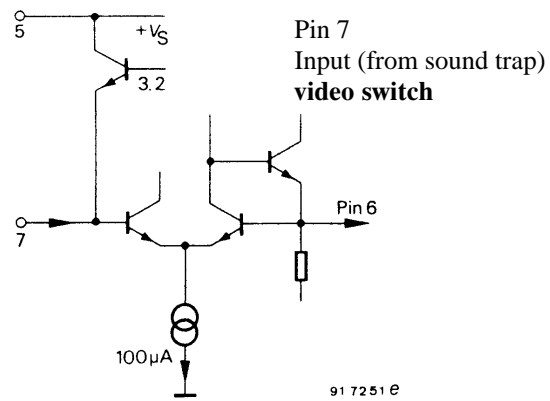 5
+VS
3.2
Pin 7
Input (from sound trap)
video switch
Pin 6
7
100μA
917251e